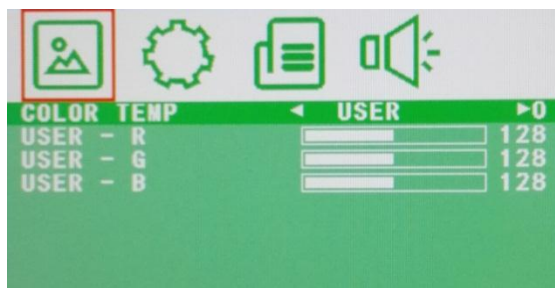 COLOR TEMP ◄ USER ►0
USER - R 128
USER - G 128
USER - B 128